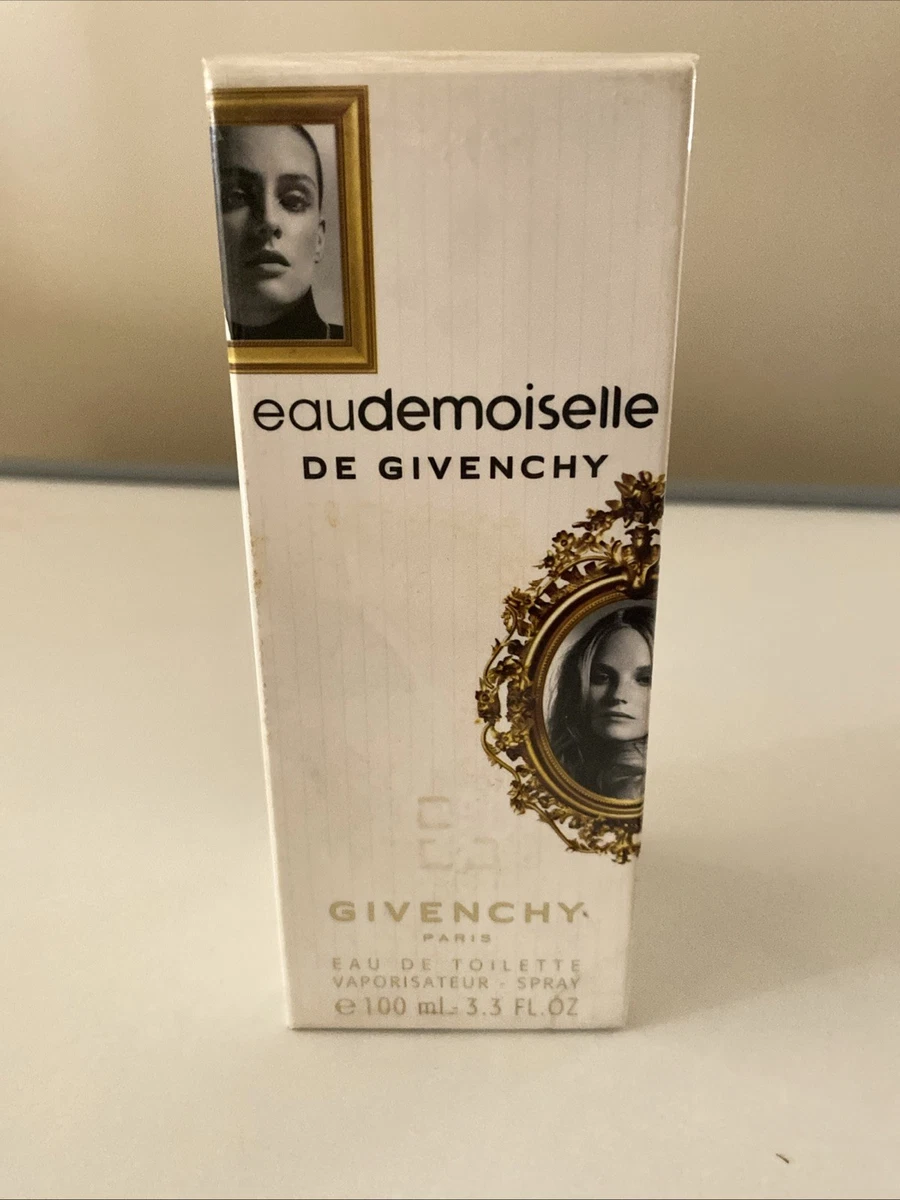 eaudemoiselle
DE GIVENCHY
GIVENCHY
PARIS
EAU DE TOILETTE
VAPORISATEUR - SPRAY
℮ 100 mL - 3.3 FL.OZ